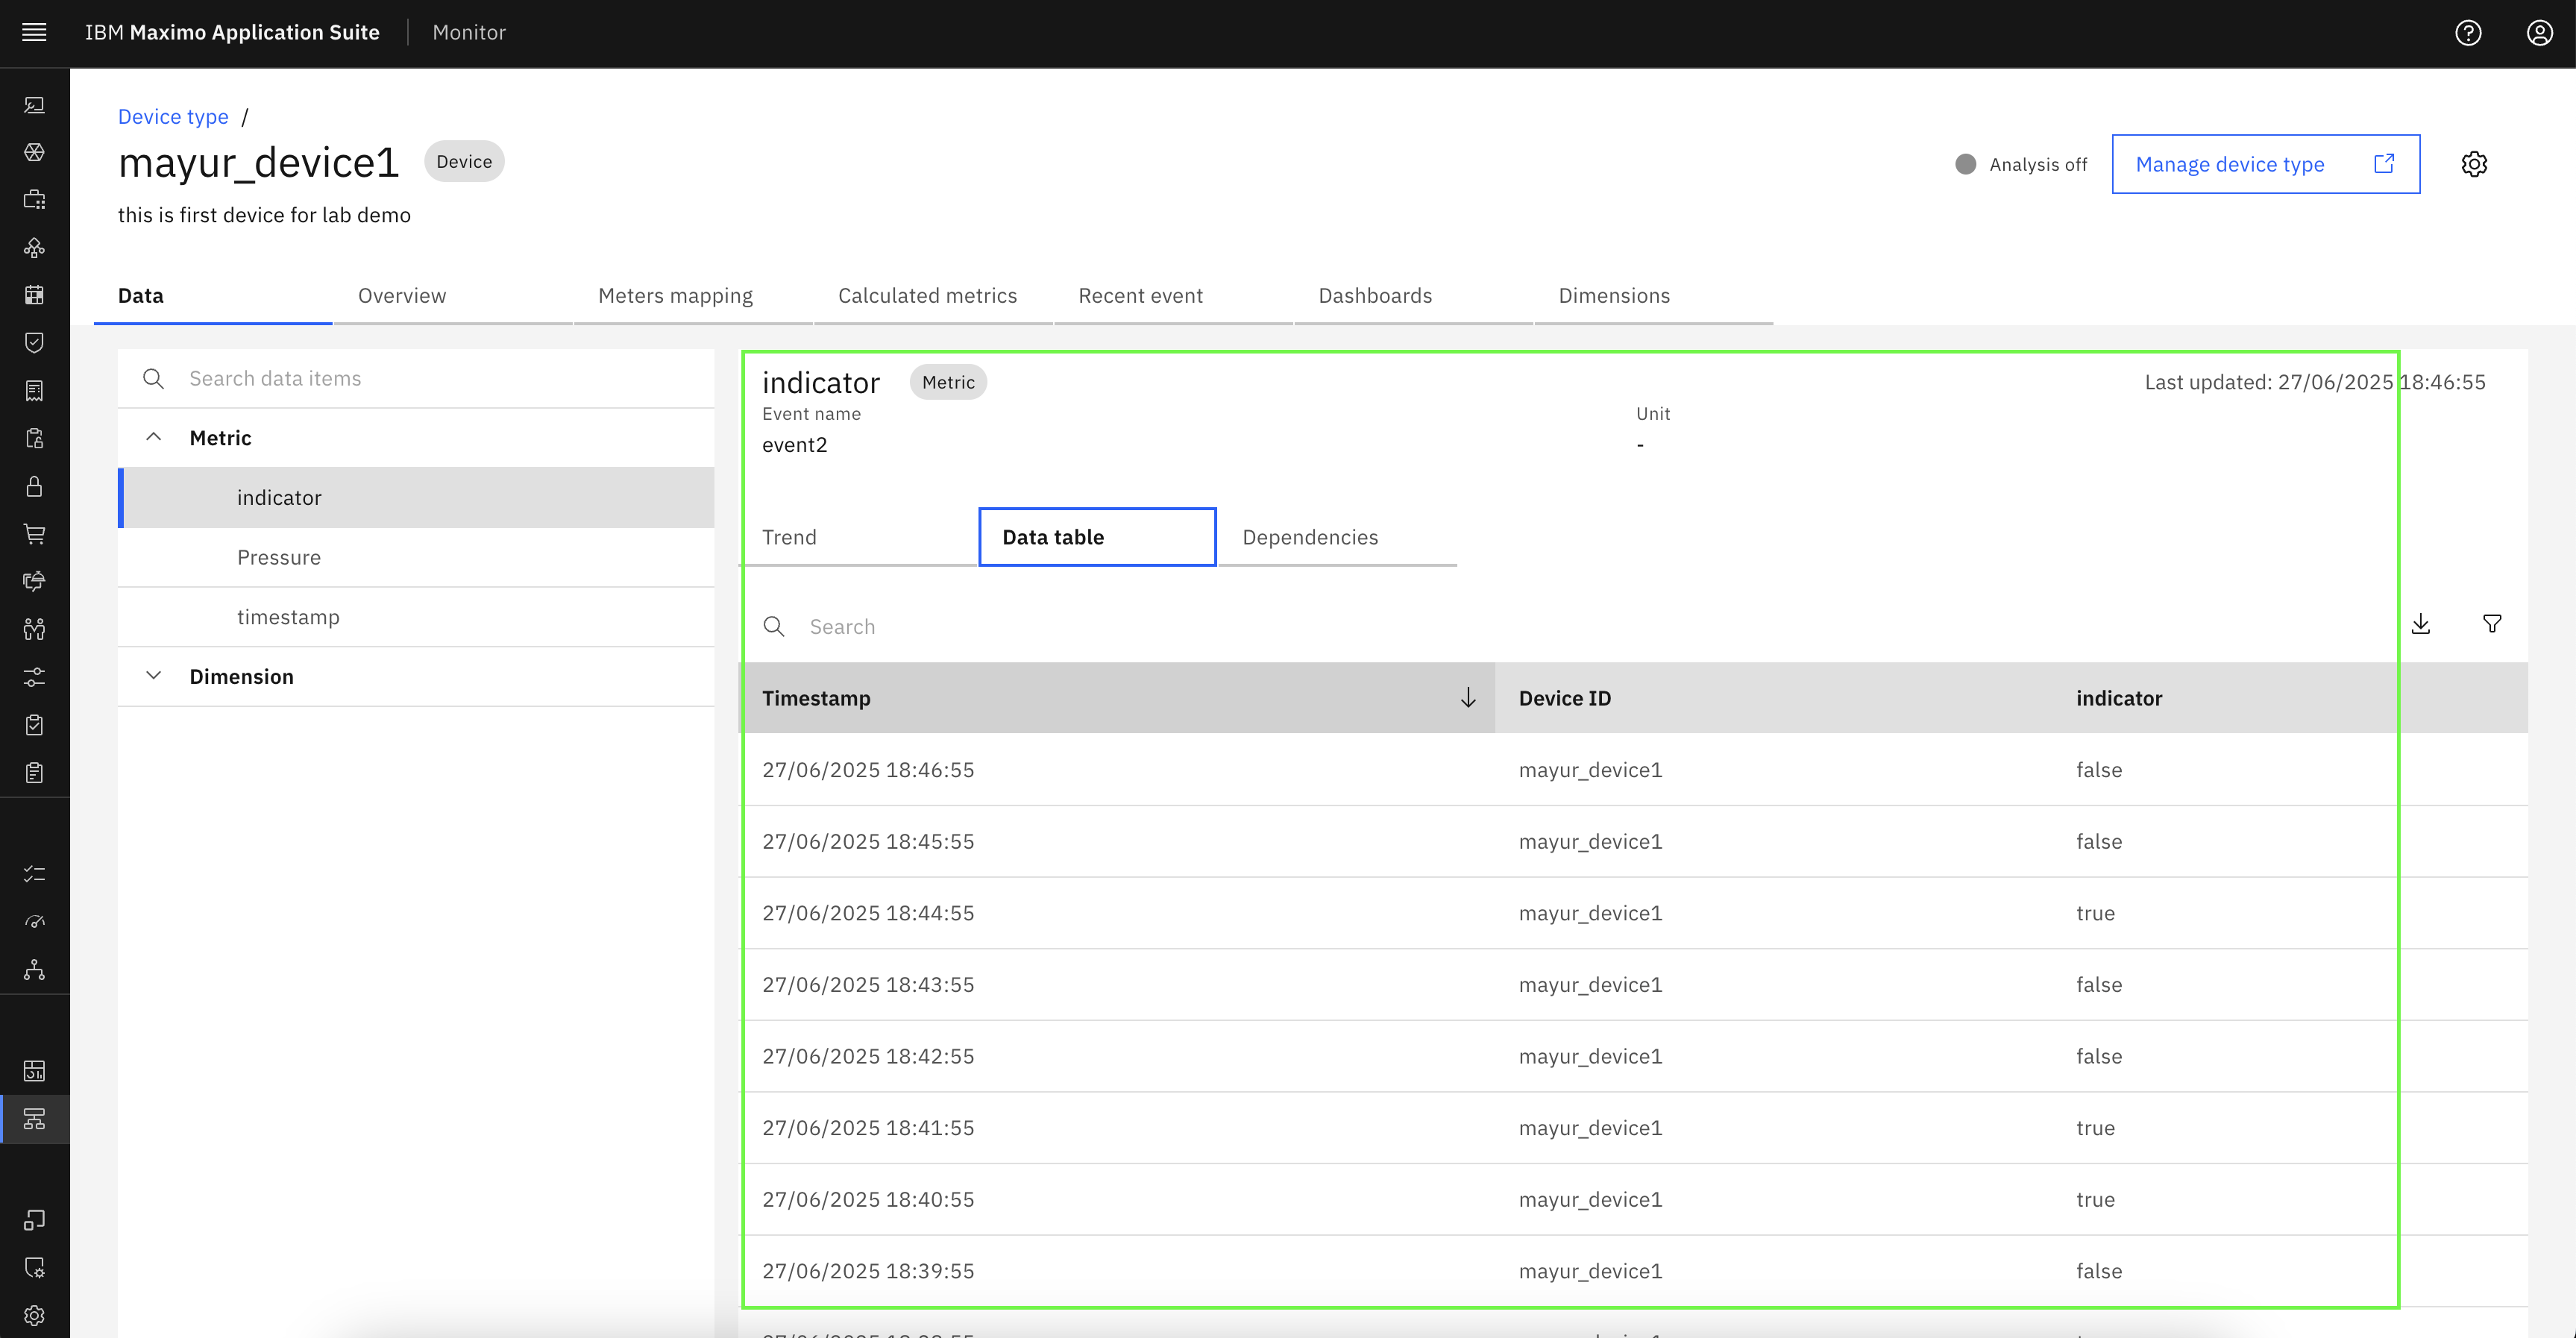 IBM Maximo Application Suite
Monitor
Device type /
mayur_device1
Device
this is first device for lab demo
Analysis off
Manage device type
Data
Overview
Meters mapping
Calculated metrics
Recent event
Dashboards
Dimensions
Search data items
Metric
indicator
Pressure
timestamp
Dimension
indicator
Metric
Last updated: 27/06/2025 18:46:55
Event name
Unit
event2
-
Trend
Data table
Dependencies
Search
Timestamp Device ID indicator
27/06/2025 18:46:55 mayur_device1 false
27/06/2025 18:45:55 mayur_device1 false
27/06/2025 18:44:55 mayur_device1 true
27/06/2025 18:43:55 mayur_device1 false
27/06/2025 18:42:55 mayur_device1 false
27/06/2025 18:41:55 mayur_device1 true
27/06/2025 18:40:55 mayur_device1 true
27/06/2025 18:39:55 mayur_device1 false